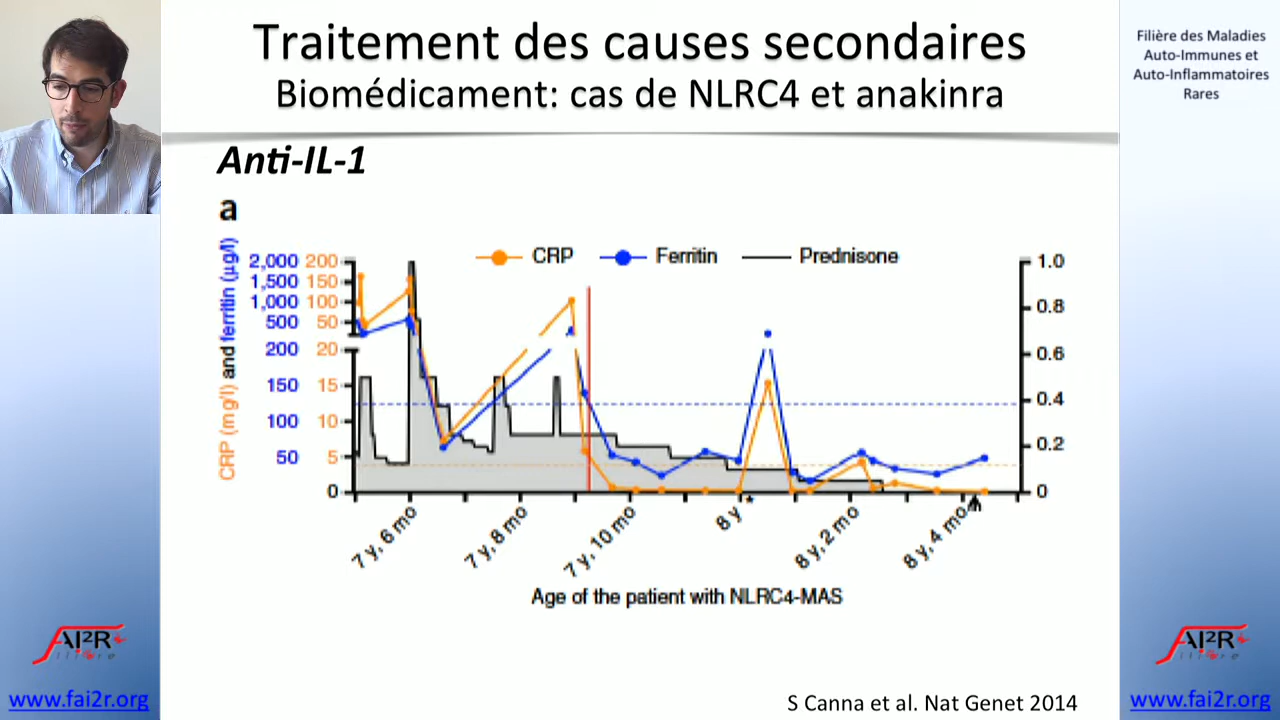 Traitement des causes secondaires
Biomédicament: cas de NLRC4 et anakinra
Filière des Maladies
Auto-Immunes et
Auto-Inflammatoires
Rares
Anti-IL-1
a
CRP Ferritin Prednisone
CRP (mg/l) and ferritin (µg/l)
2,000 200 1.0
1,500 150
1,000 100 0.8
500 50
200 20 0.6
150 15
0.4
100 10
50 5 0.2
0 0
7 y, 6 mo 7 y, 8 mo 7 y, 10 mo 8 y 8 y, 2 mo 8 y, 4 mo
Age of the patient with NLRC4-MAS
AI²R
filière
www.fai2r.org
S Canna et al. Nat Genet 2014
AI²R
filière
www.fai2r.org